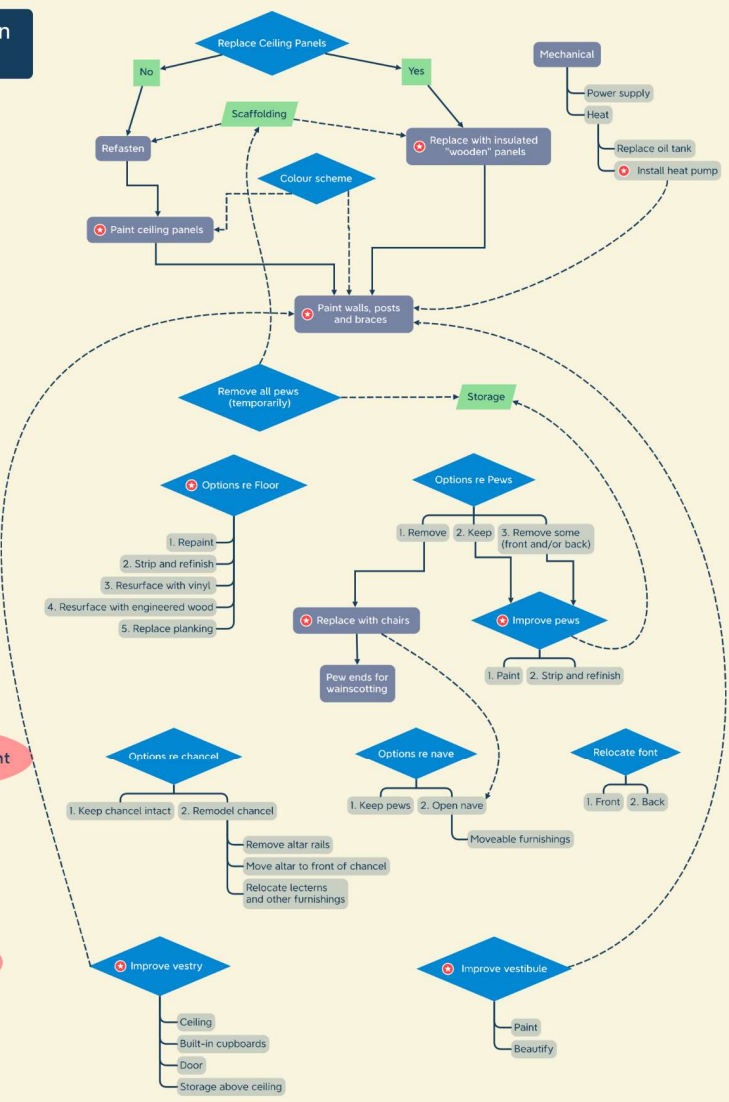 n
Replace Ceiling Panels
Mechanical
No
Yes
Power supply
Scaffolding
Heat
Refasten
Replace with insulated
"wooden" panels
Replace oil tank
Install heat pump
Colour scheme
Paint ceiling panels
Paint walls, posts
and braces
Remove all pews
(temporarily)
Storage
Options re Floor
Options re Pews
1. Repaint
2. Strip and refinish
3. Resurface with vinyl
4. Resurface with engineered wood
5. Replace planking
1. Remove
2. Keep
3. Remove some
(front and/or back)
Replace with chairs
Improve pews
Pew ends for
wainscotting
1. Paint
2. Strip and refinish
nt
Options re chancel
Options re nave
Relocate font
1. Keep chancel intact
2. Remodel chancel
1. Keep pews
2. Open nave
1. Front
2. Back
Remove altar rails
Move altar to front of chancel
Relocate lecterns
and other furnishings
Moveable furnishings
Improve vestry
Improve vestibule
Ceiling
Built-in cupboards
Door
Storage above ceiling
Paint
Beautify